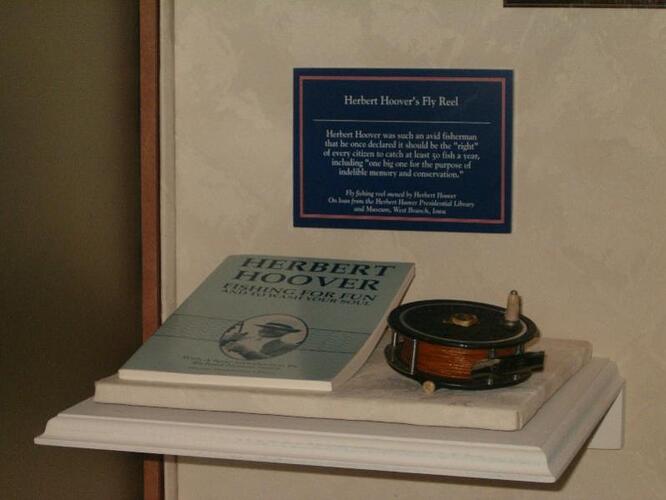 Herbert Hoover's Fly Reel
Herbert Hoover was such an avid fisherman
that he once declared it should be the "right"
of every citizen to catch at least 50 fish a year,
including "one big one for the purpose of
indelible memory and conservation."
Fly fishing reel owned by Herbert Hoover
On loan from the Herbert Hoover Presidential Library
and Museum, West Branch, Iowa
HERBERT
HOOVER
FISHING FOR FUN
AND TO WASH YOUR SOUL